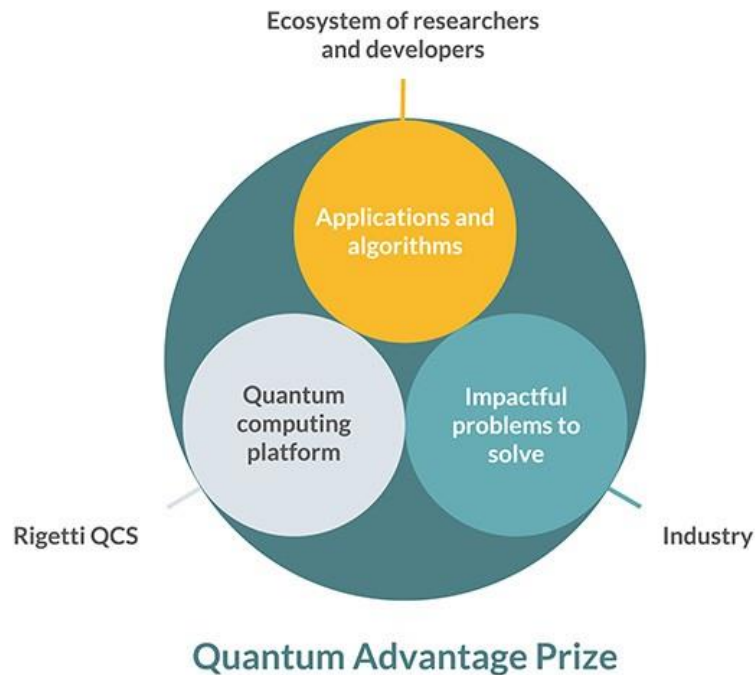 Ecosystem of researchers
and developers
Applications and
algorithms
Quantum
computing
platform
Impactful
problems to
solve
Rigetti QCS
Industry
Quantum Advantage Prize